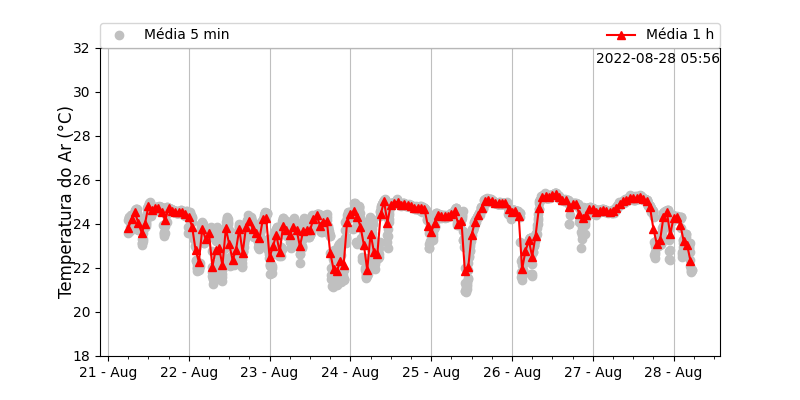 Média 5 min
Média 1 h
2022-08-28 05:56
Temperatura do Ar (°C)
32
30
28
26
24
22
20
18
21 - Aug
22 - Aug
23 - Aug
24 - Aug
25 - Aug
26 - Aug
27 - Aug
28 - Aug